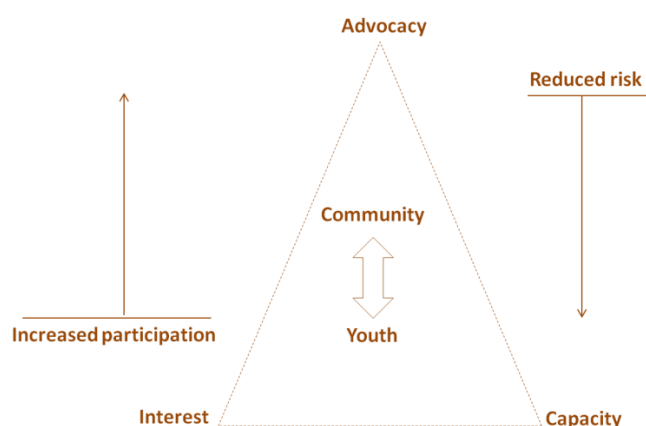 Advocacy
Reduced risk
Community
Increased participation
Youth
Interest
Capacity